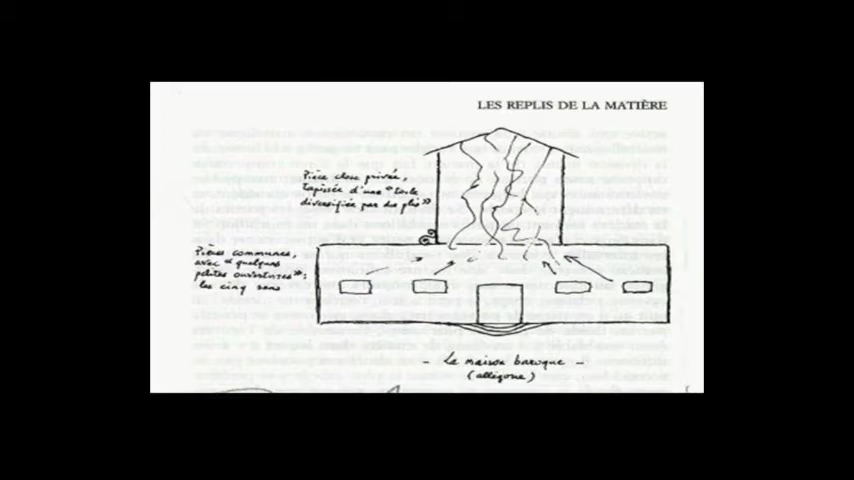 LES REPLIS DE LA MATIÈRE
Pièce close privée,
tapissée d'une « toile
diversifiée par des plis »
Pièces communes,
avec « quelques
petites ouvertures » :
les cinq sens
- La maison baroque -
(allégorie)